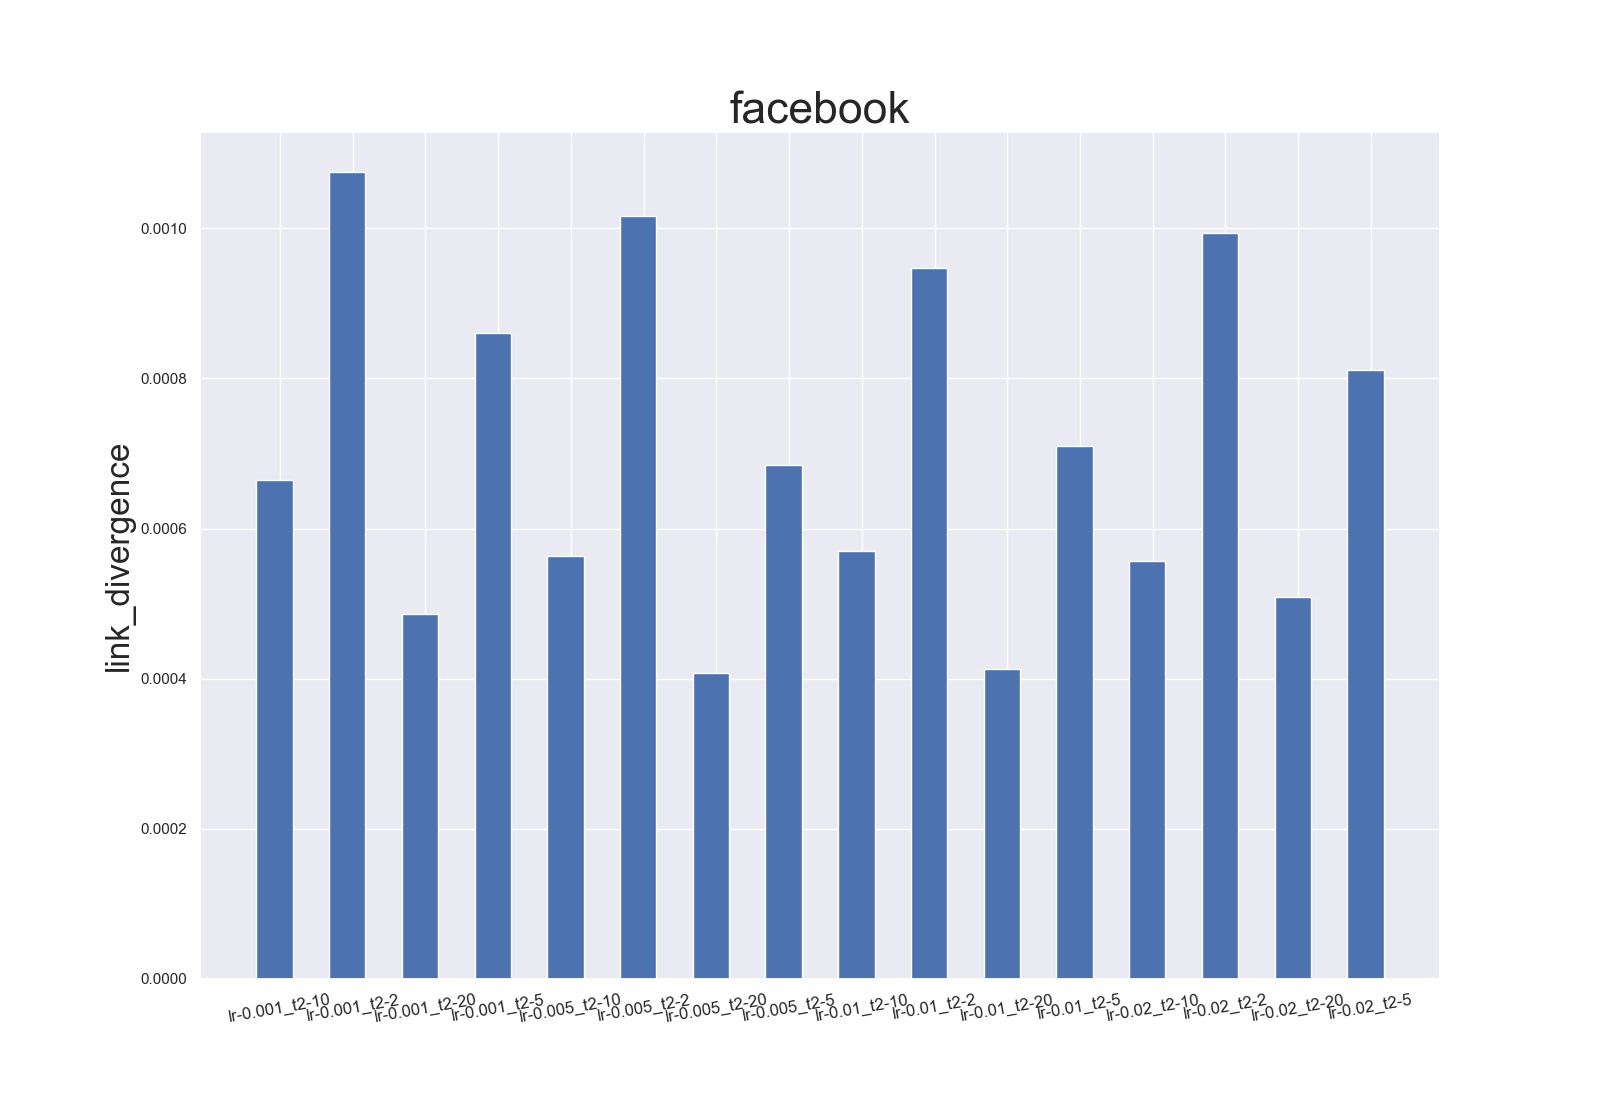 facebook
link_divergence
0.0010
0.0008
0.0006
0.0004
0.0002
0.0000
lr-0.001_t2-10
lr-0.001_t2-2
lr-0.001_t2-20
lr-0.001_t2-5
lr-0.005_t2-10
lr-0.005_t2-2
lr-0.005_t2-20
lr-0.005_t2-5
lr-0.01_t2-10
lr-0.01_t2-2
lr-0.01_t2-20
lr-0.01_t2-5
lr-0.02_t2-10
lr-0.02_t2-2
lr-0.02_t2-20
lr-0.02_t2-5